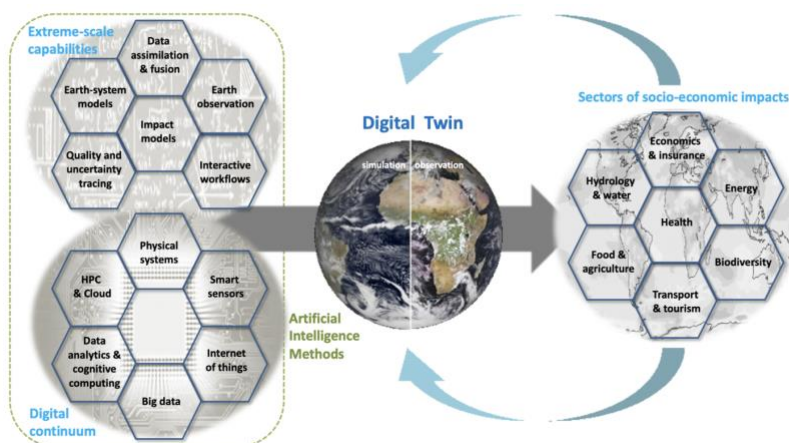 Extreme-scale
capabilities
Data
assimilation
& fusion
Earth-system
models
Earth
observation
Impact
models
Quality and
uncertainty
tracing
Interactive
workflows
Physical
systems
HPC
& Cloud
Smart
sensors
Data
analytics &
cognitive
computing
Internet
of things
Big data
Digital
continuum
Artificial
Intelligence
Methods
Digital Twin
simulation observation
Sectors of socio-economic impacts
Economics
& insurance
Hydrology
& water
Energy
Health
Food &
agriculture
Biodiversity
Transport
& tourism